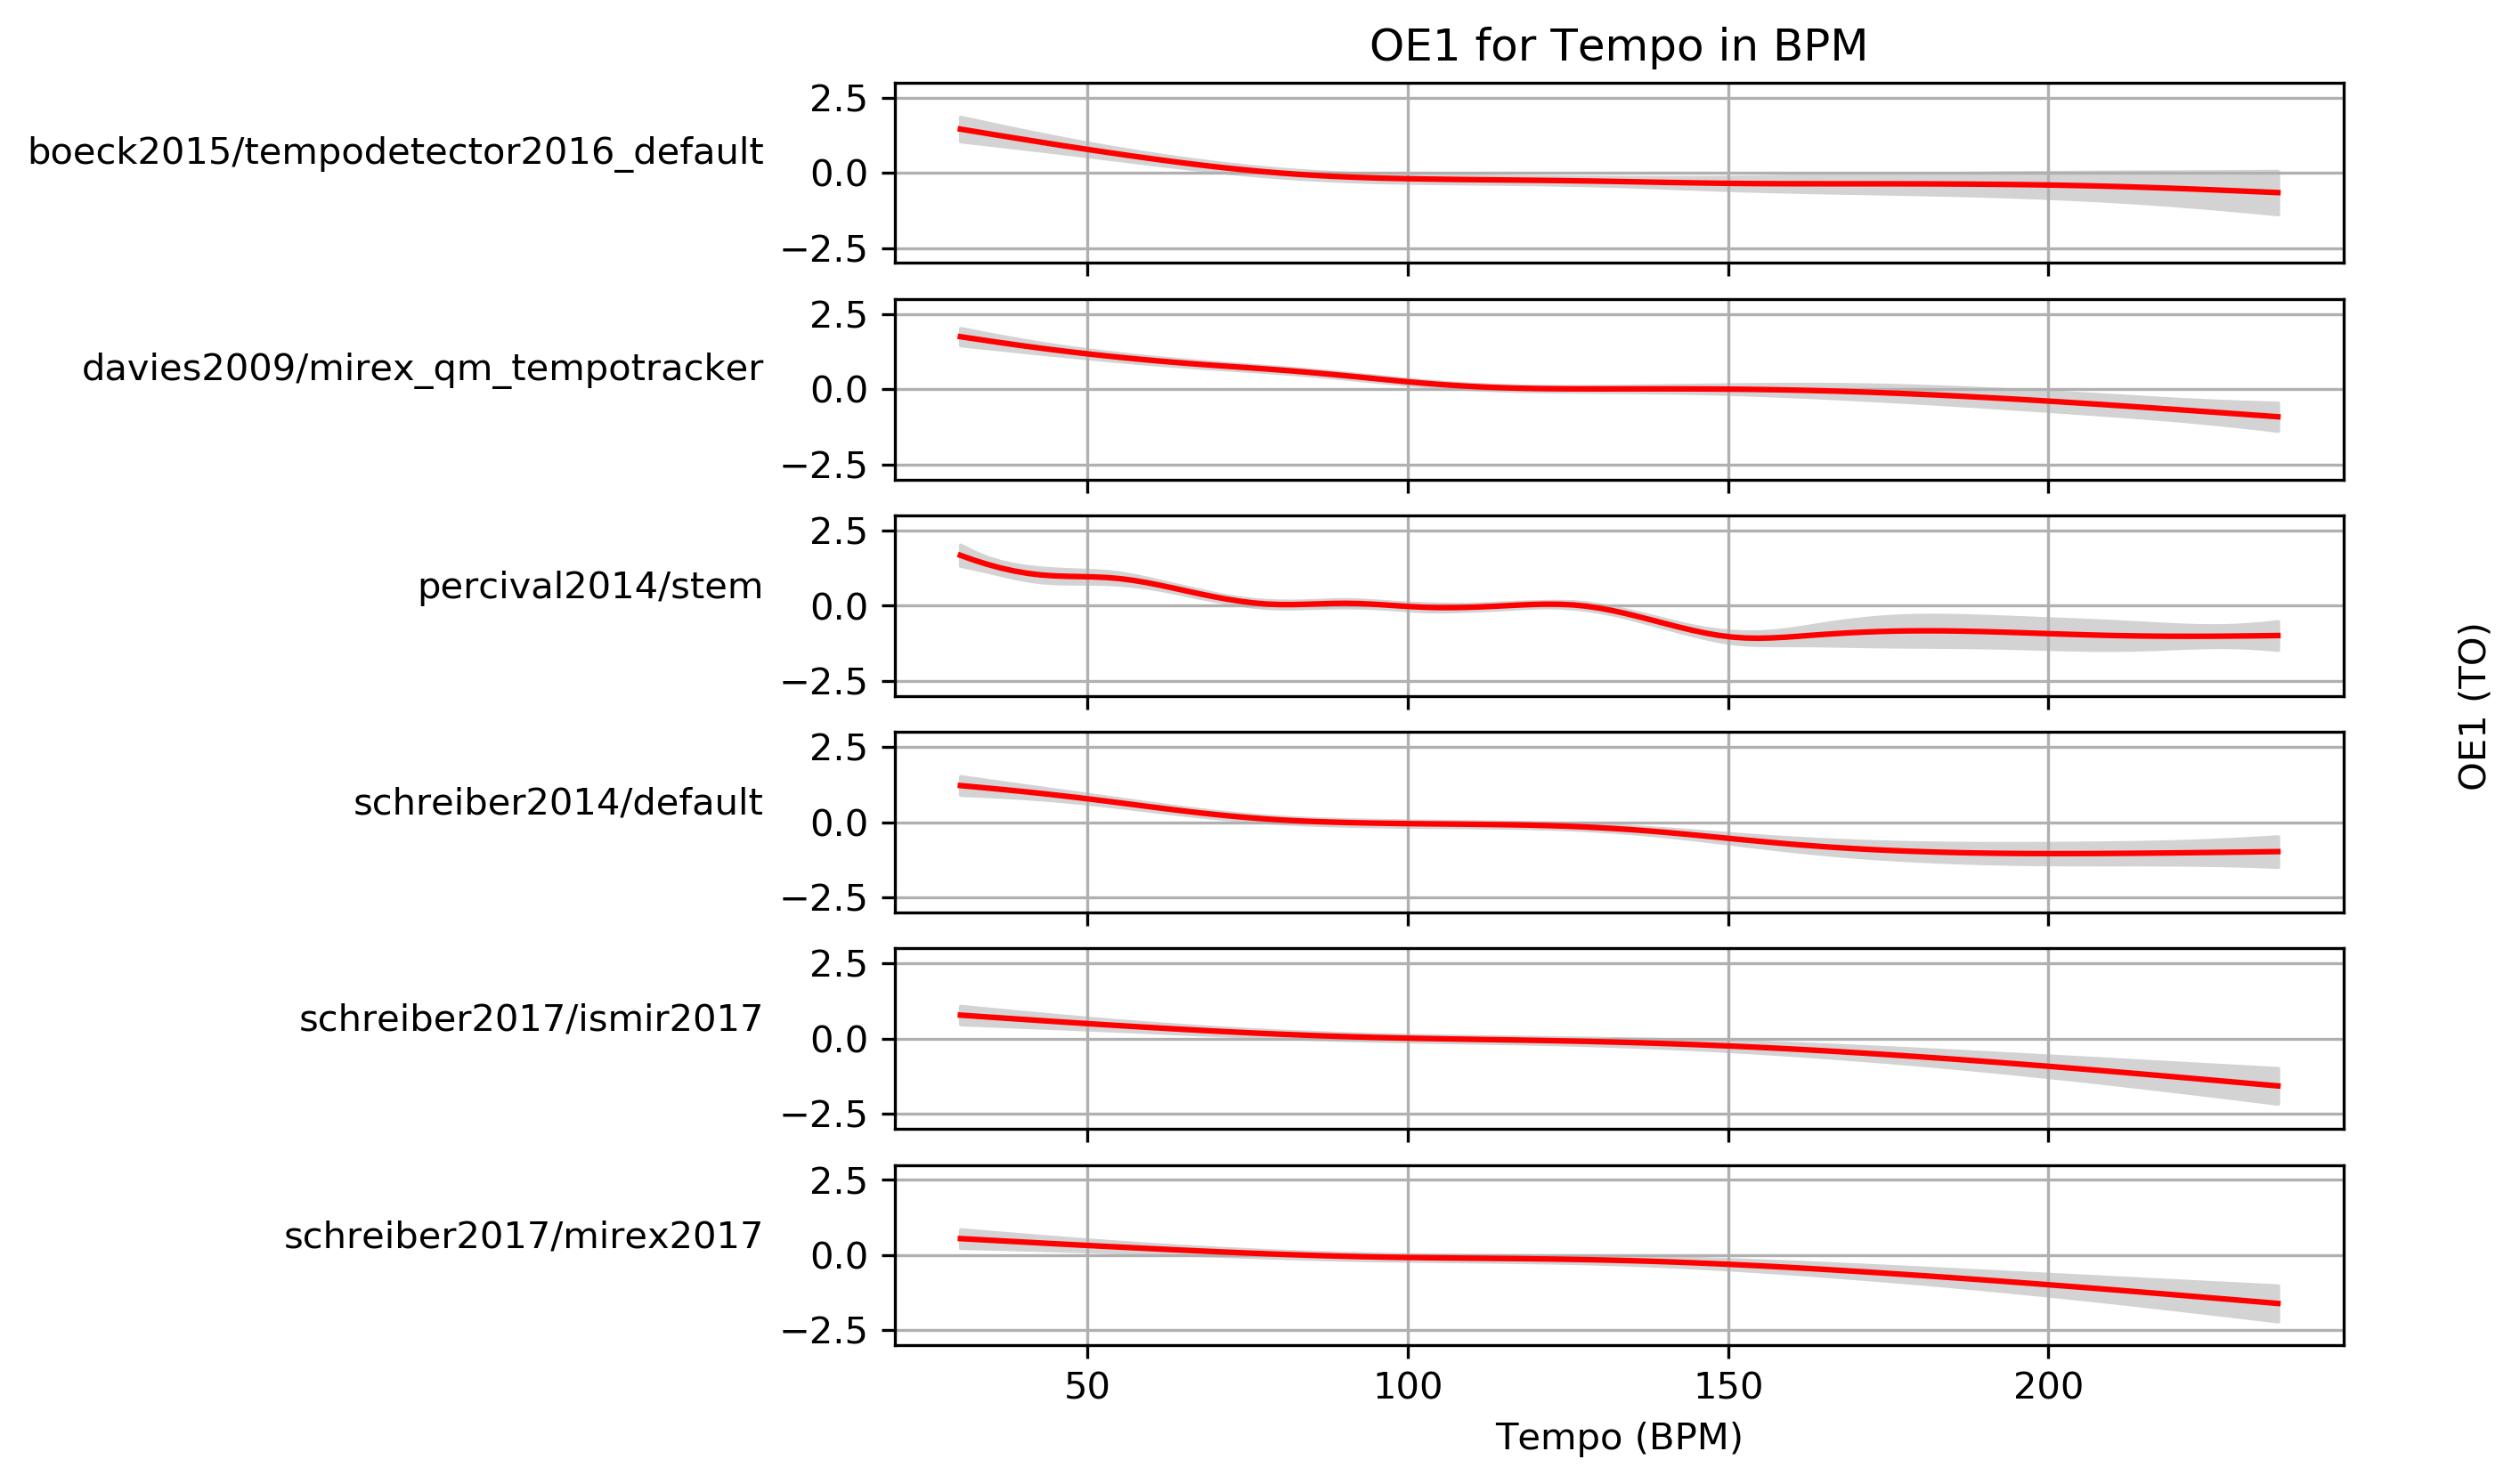 OE1 for Tempo in BPM
boeck2015/tempodetector2016_default
2.5
0.0
−2.5
davies2009/mirex_qm_tempotracker
2.5
0.0
−2.5
percival2014/stem
2.5
0.0
−2.5
schreiber2014/default
2.5
0.0
−2.5
schreiber2017/ismir2017
2.5
0.0
−2.5
schreiber2017/mirex2017
2.5
0.0
−2.5
50 100 150 200
Tempo (BPM)
OE1 (TO)